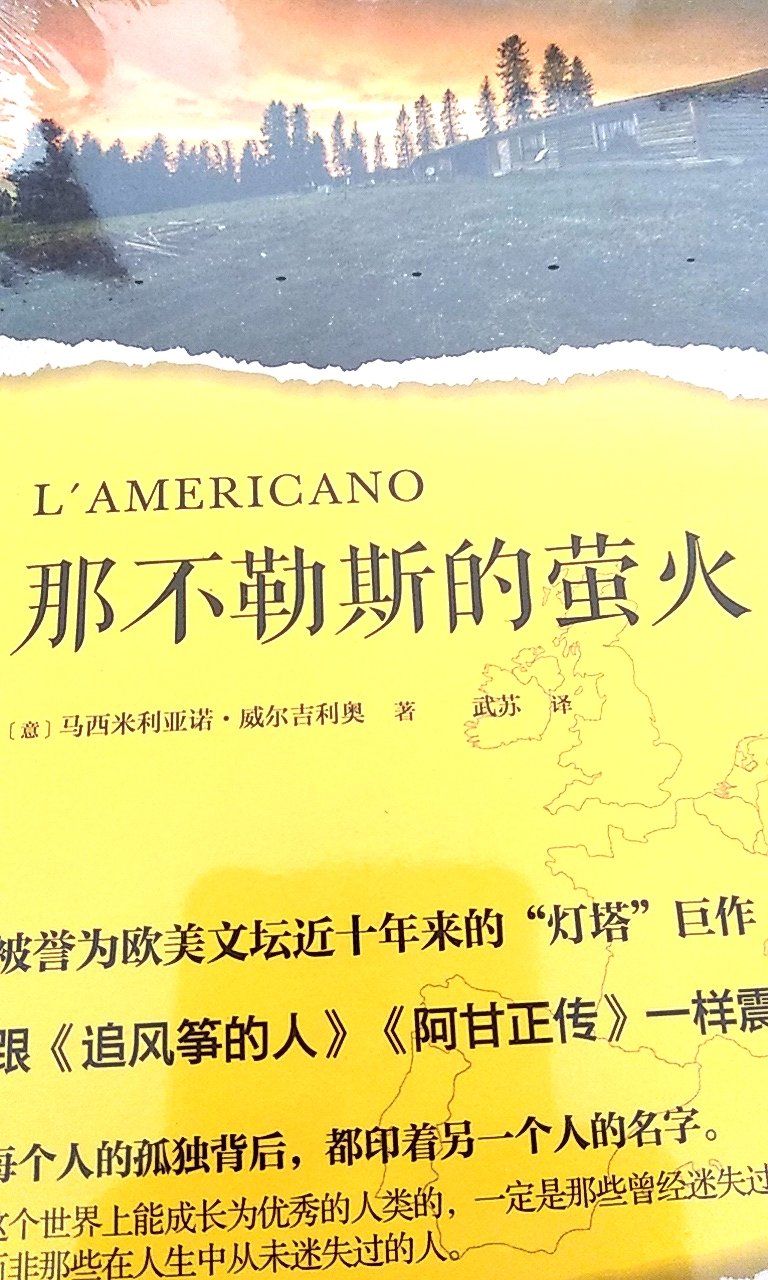 L'AMERICANO
那不勒斯的萤火
〔意〕马西米利亚诺·威尔吉利奥 著 武苏 译
被誉为欧美文坛近十年来的“灯塔”巨作
跟《追风筝的人》《阿甘正传》一样震
每个人的孤独背后，都印着另一个人的名字。
这个世界上能成长为优秀的人类的，一定是那些曾经迷失过
而非那些在人生中从未迷失过的人。